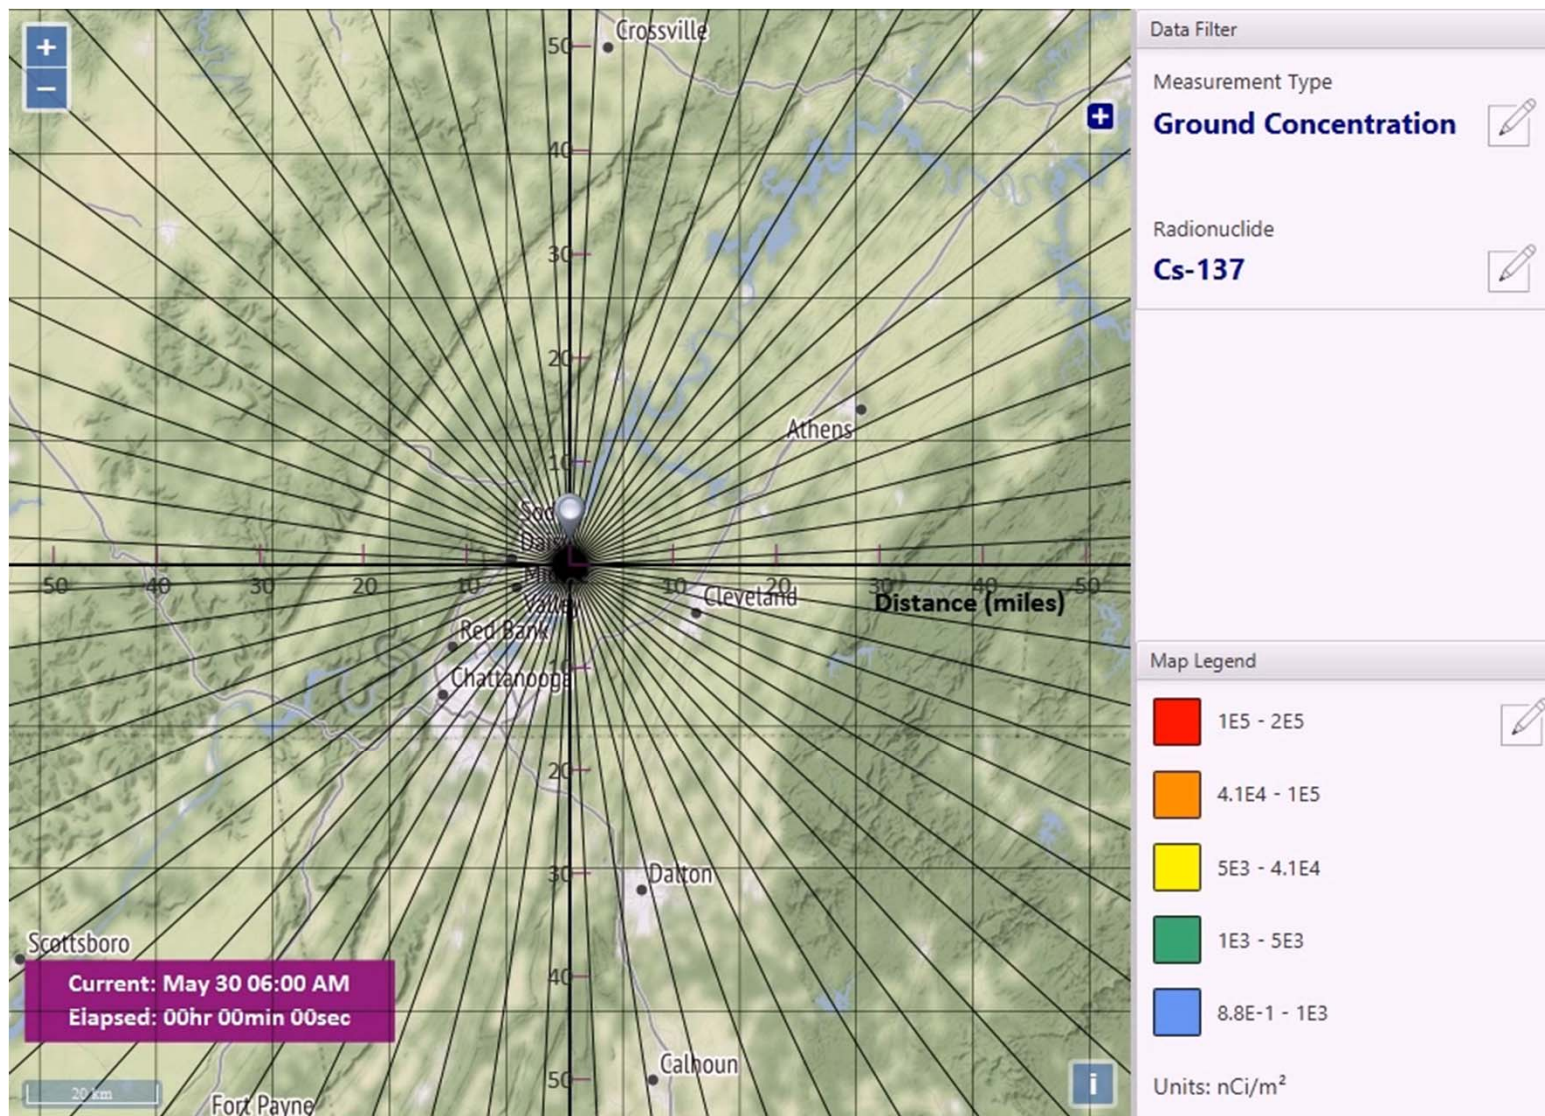 +
−
Crossville
50
40
30
20
Athens
10
Sod
Daisy
50
40
30
20
10
10
20
30
50
Valley
Cleveland
Distance (miles)
Red Bank
10
Chattanooga
20
30
Dalton
Scottsboro
Current: May 30 06:00 AM
Elapsed: 00hr 00min 00sec
40
Calhoun
50
20 km
Fort Payne
i
Data Filter
Measurement Type
Ground Concentration
Radionuclide
Cs-137
Map Legend
1E5 - 2E5
4.1E4 - 1E5
5E3 - 4.1E4
1E3 - 5E3
8.8E-1 - 1E3
Units: nCi/m²